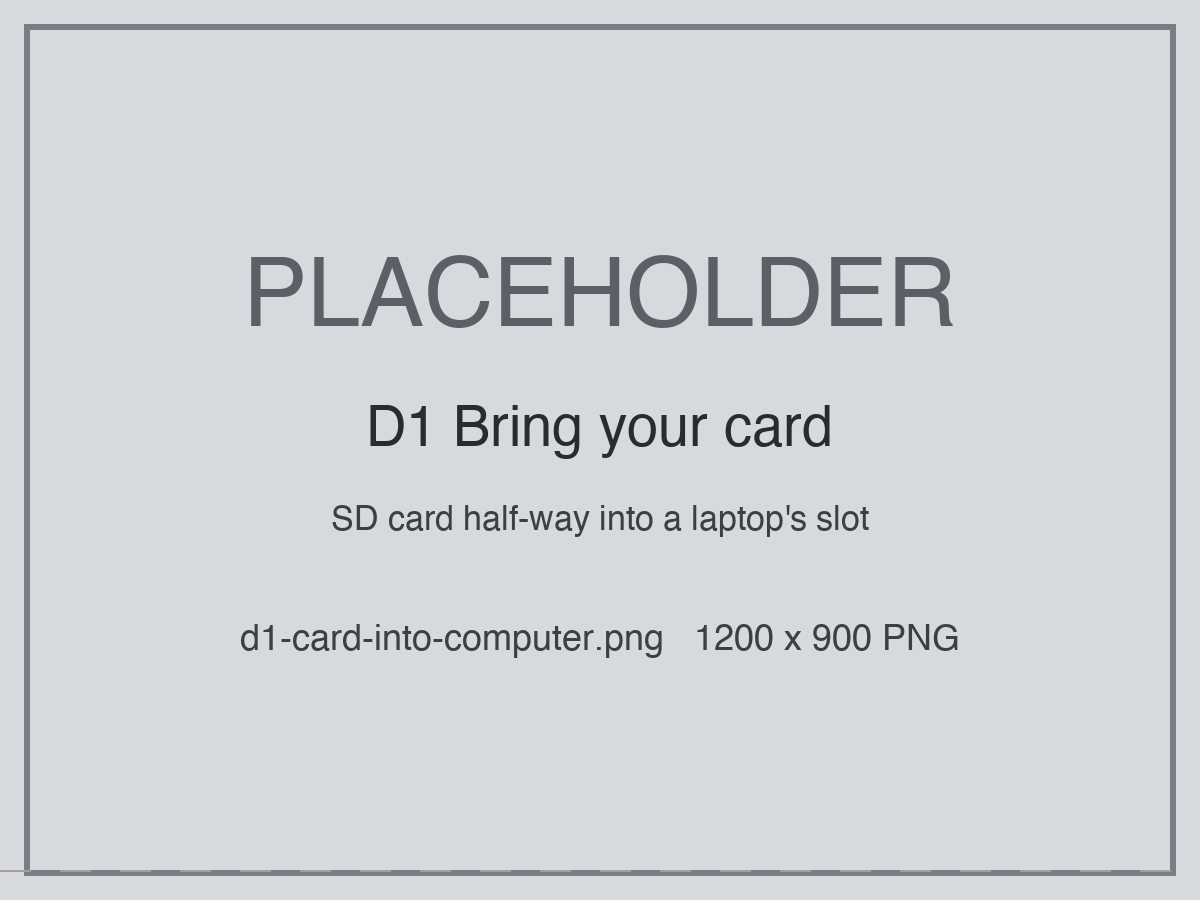 PLACEHOLDER
D1 Bring your card
SD card half-way into a laptop's slot
d1-card-into-computer.png   1200 x 900 PNG